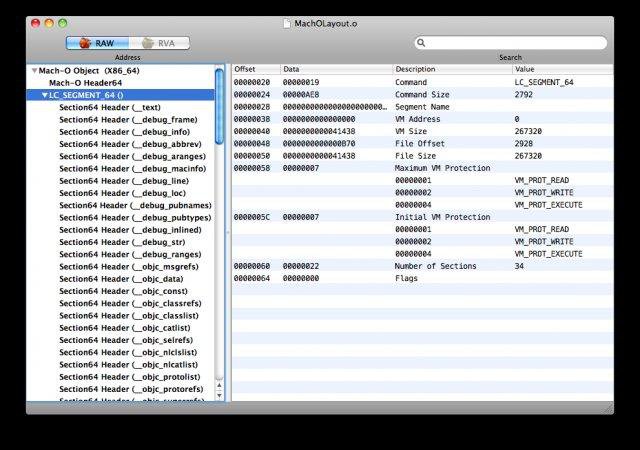 MachOLayout.o
RAW RVA
Address Search
Mach-O Object (X86_64)
Mach-O Header64
LC_SEGMENT_64 ()
Section64 Header (__text)
Section64 Header (__debug_frame)
Section64 Header (__debug_info)
Section64 Header (__debug_abbrev)
Section64 Header (__debug_aranges)
Section64 Header (__debug_macinfo)
Section64 Header (__debug_line)
Section64 Header (__debug_loc)
Section64 Header (__debug_pubnames)
Section64 Header (__debug_pubtypes)
Section64 Header (__debug_inlined)
Section64 Header (__debug_str)
Section64 Header (__debug_ranges)
Section64 Header (__objc_msgrefs)
Section64 Header (__objc_data)
Section64 Header (__objc_const)
Section64 Header (__objc_classrefs)
Section64 Header (__objc_classlist)
Section64 Header (__objc_catlist)
Section64 Header (__objc_selrefs)
Section64 Header (__objc_nlclslist)
Section64 Header (__objc_nlcatlist)
Section64 Header (__objc_protolist)
Section64 Header (__objc_protorefs)
Section64 Header (__objc_superrefs)
Offset Data Description Value
00000020 00000019 Command LC_SEGMENT_64
00000024 00000AE8 Command Size 2792
00000028 0000000000000000000000... Segment Name
00000038 0000000000000000 VM Address 0
00000040 0000000000041438 VM Size 267320
00000048 0000000000000B70 File Offset 2928
00000050 0000000000041438 File Size 267320
00000058 00000007 Maximum VM Protection
00000001 VM_PROT_READ
00000002 VM_PROT_WRITE
00000004 VM_PROT_EXECUTE
0000005C 00000007 Initial VM Protection
00000001 VM_PROT_READ
00000002 VM_PROT_WRITE
00000004 VM_PROT_EXECUTE
00000060 00000022 Number of Sections 34
00000064 00000000 Flags